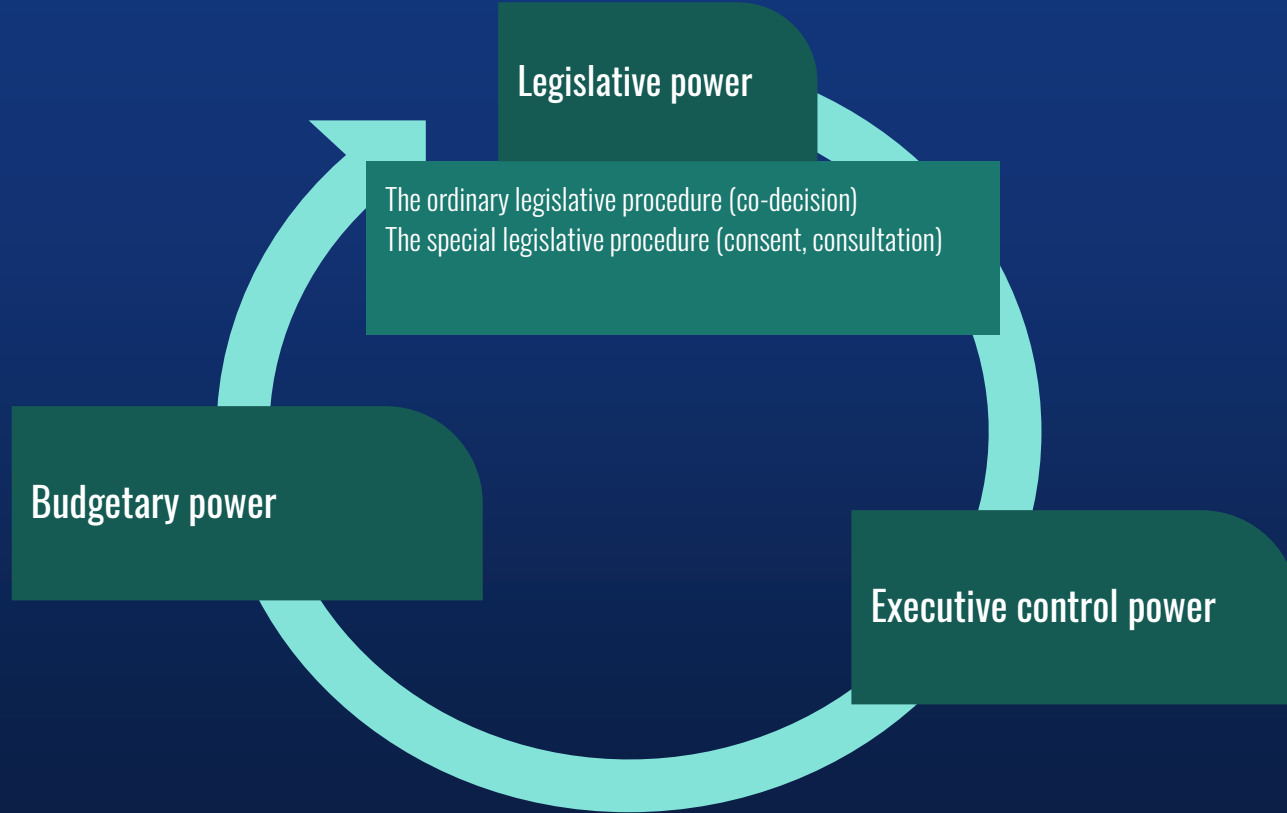 Legislative power
The ordinary legislative procedure (co-decision)
The special legislative procedure (consent, consultation)
Budgetary power
Executive control power